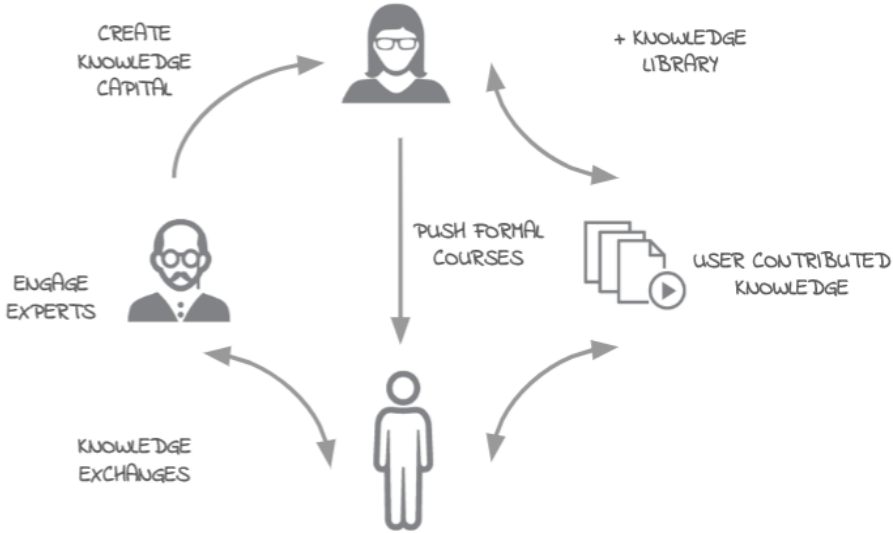 CREATE
KNOWLEDGE
CAPITAL
+ KNOWLEDGE
LIBRARY
PUSH FORMAL
COURSES
USER CONTRIBUTED
KNOWLEDGE
ENGAGE
EXPERTS
KNOWLEDGE
EXCHANGES